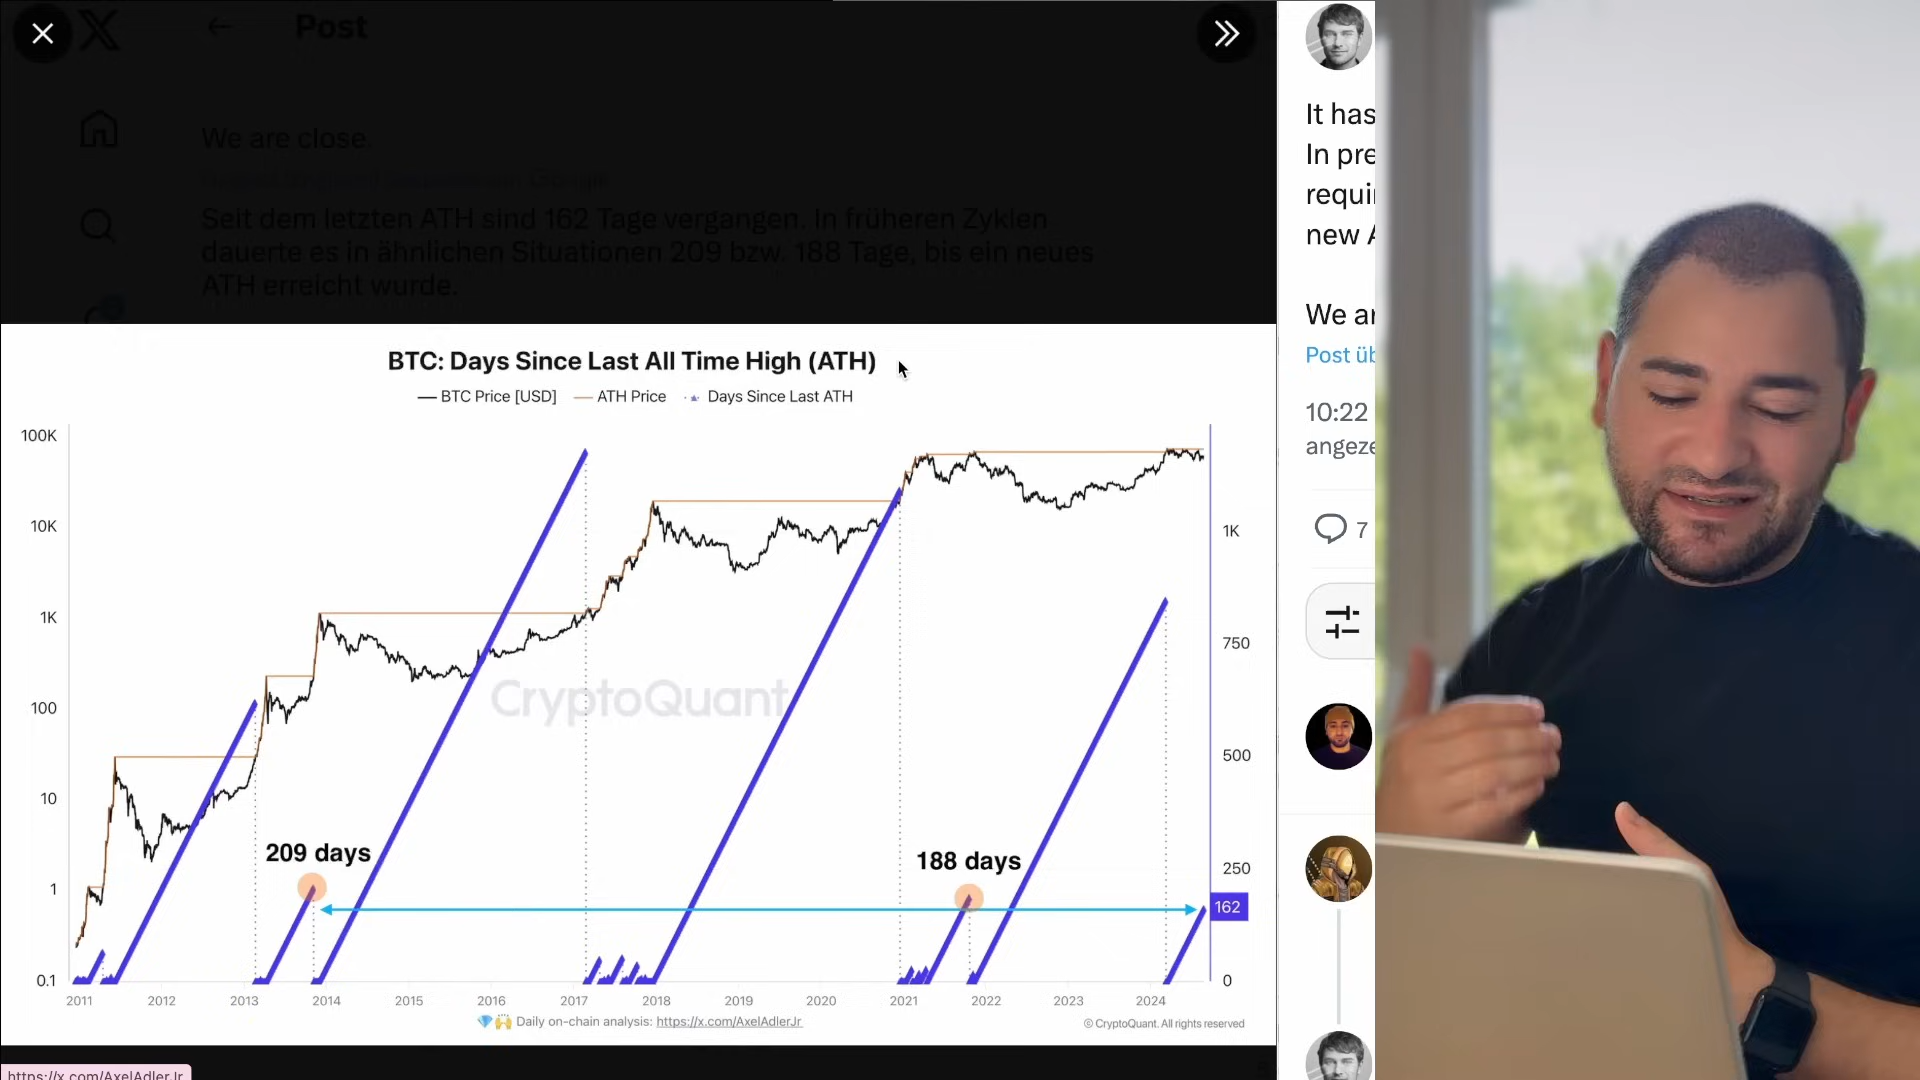 Post
We are close.
Seit dem letzten ATH sind 162 Tage vergangen. In früheren Zyklen
dauerte es in ähnlichen Situationen 209 bzw. 188 Tage, bis ein neues
ATH erreicht wurde.
BTC: Days Since Last All Time High (ATH)
BTC Price [USD] ATH Price Days Since Last ATH
100K
10K
1K
100
10
1
0.1
1K
750
500
250
162
0
CryptoQuant
209 days
188 days
2011 2012 2013 2014 2015 2016 2017 2018 2019 2020 2021 2022 2023 2024
Daily on-chain analysis: https://x.com/AxelAdlerJr
© CryptoQuant. All rights reserved
https://x.com/AxelAdlerJr
It has
In pre
requi
new A
We ar
Post üb
10:22
angeze
7